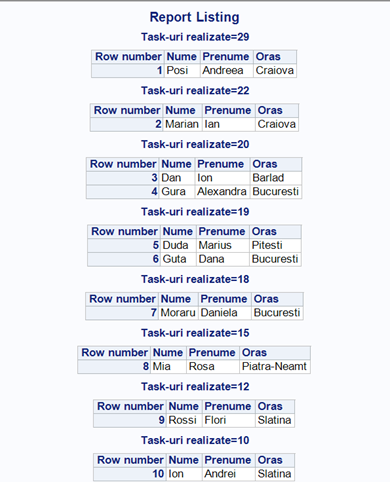 Report Listing
Task-uri realizate=29
Row number Nume Prenume Oras
1 Posi Andreea Craiova
Task-uri realizate=22
Row number Nume Prenume Oras
2 Marian Ian Craiova
Task-uri realizate=20
Row number Nume Prenume Oras
3 Dan Ion Barlad
4 Gura Alexandra Bucuresti
Task-uri realizate=19
Row number Nume Prenume Oras
5 Duda Marius Pitesti
6 Guta Dana Bucuresti
Task-uri realizate=18
Row number Nume Prenume Oras
7 Moraru Daniela Bucuresti
Task-uri realizate=15
Row number Nume Prenume Oras
8 Mia Rosa Piatra-Neamt
Task-uri realizate=12
Row number Nume Prenume Oras
9 Rossi Flori Slatina
Task-uri realizate=10
Row number Nume Prenume Oras
10 Ion Andrei Slatina